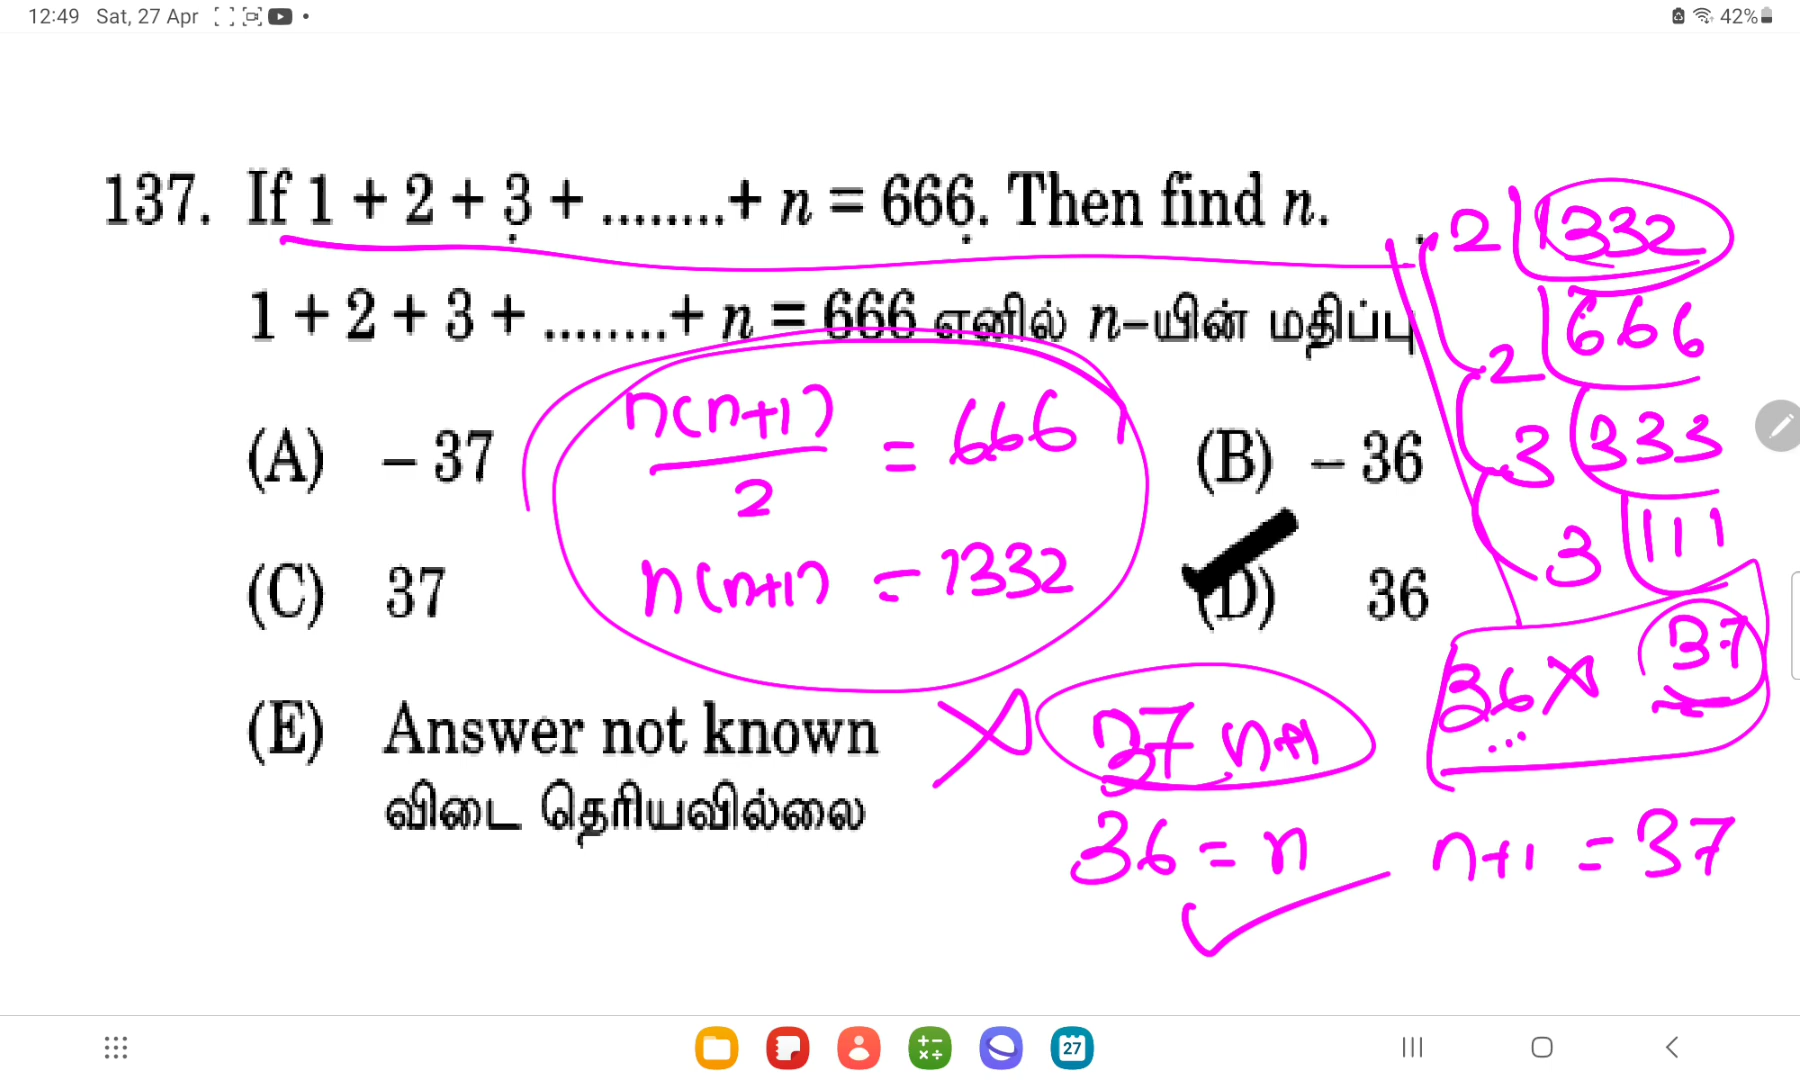 12:49 Sat, 27 Apr
42%
137. If 1 + 2 + 3 + ........+ n = 666. Then find n.
1 + 2 + 3 + ........+ n = 666 எனில் n–யின் மதிப்பு
(A) – 37
(B) – 36
(C) 37
(D) 36
(E) Answer not known
விடை தெரியவில்லை
n(n+1)
2
= 666
n(n+1) = 1332
2 1332
2 666
3 333
3 111
36 × 37
37 n+1
36 = n
n+1 = 37
27